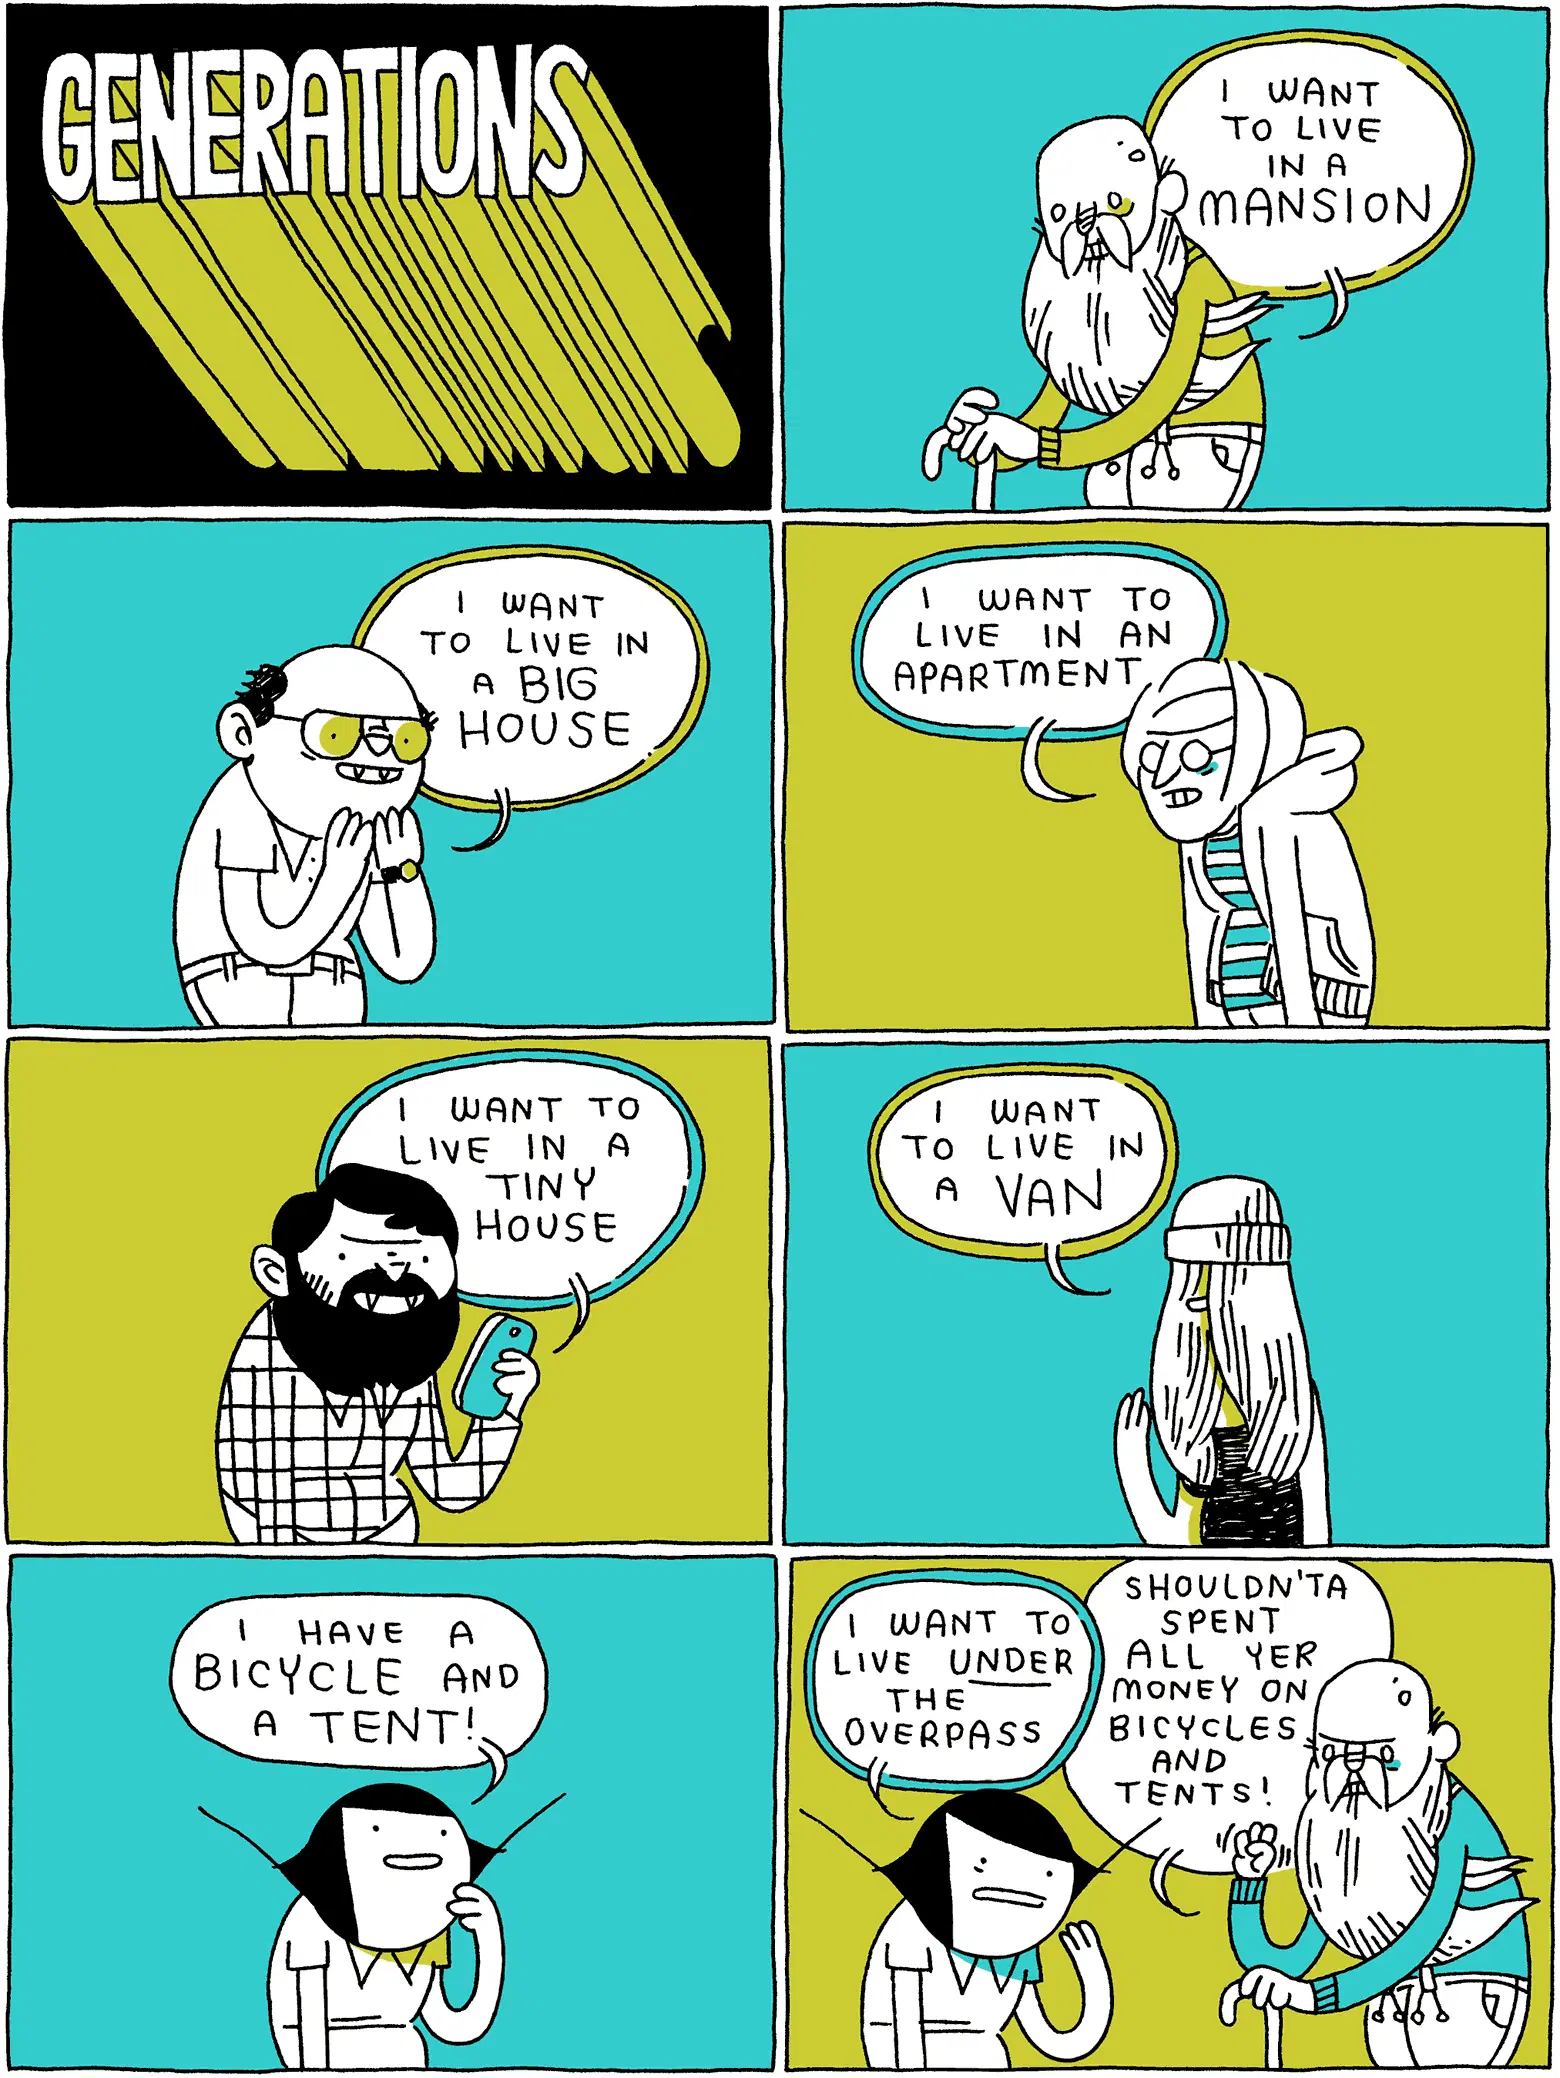 GENERATIONS
I WANT
TO LIVE
IN A
MANSION
I WANT
TO LIVE IN
A BIG
HOUSE
I WANT TO
LIVE IN AN
APARTMENT
I WANT TO
LIVE IN A
TINY
HOUSE
I WANT
TO LIVE IN
A VAN
I HAVE A
BICYCLE AND
A TENT!
I WANT TO
LIVE UNDER
THE
OVERPASS
SHOULDN'TA
SPENT
ALL YER
MONEY ON
BICYCLES
AND
TENTS!